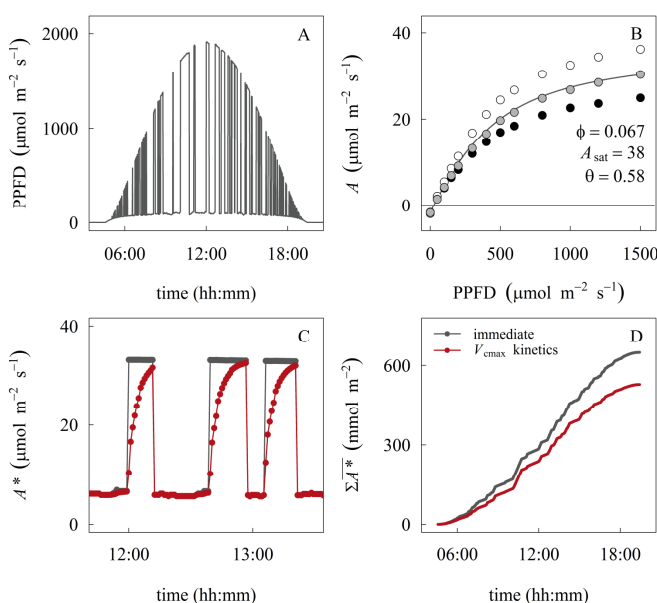 A
PPFD (μmol m⁻² s⁻¹)
2000
1000
0
06:00 12:00 18:00
time (hh:mm)
B
A (μmol m⁻² s⁻¹)
40
20
0
ϕ = 0.067
Asat = 38
θ = 0.58
0 500 1000 1500
PPFD (μmol m⁻² s⁻¹)
C
A* (μmol m⁻² s⁻¹)
40
20
0
12:00 13:00
time (hh:mm)
D
immediate
Vcmax kinetics
ΣA̅*̅ (mmcl m⁻²)
600
300
0
06:00 12:00 18:00
time (hh:mm)